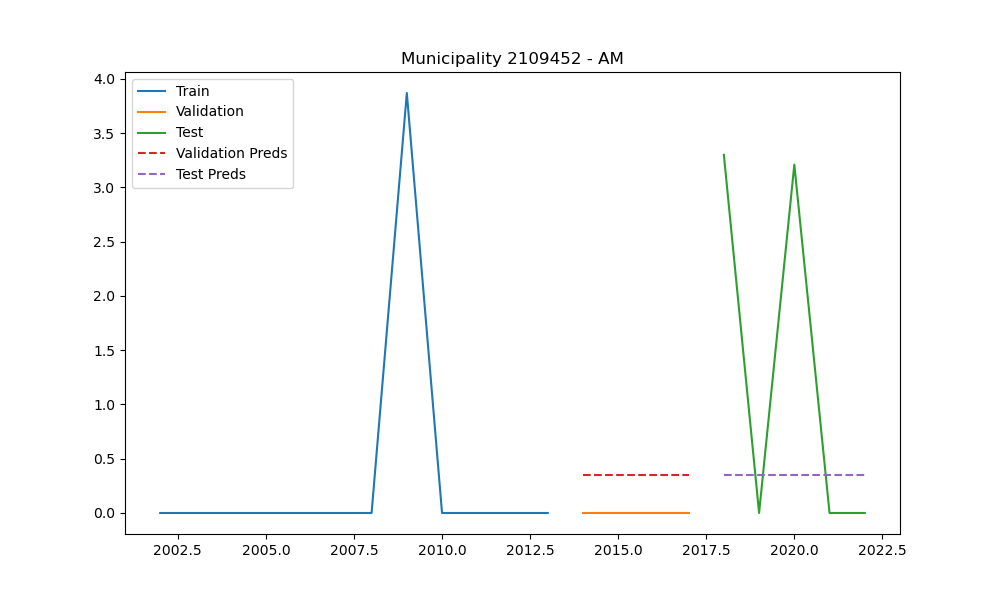 Municipality 2109452 - AM
4.0
3.5
3.0
2.5
2.0
1.5
1.0
0.5
0.0
Train
Validation
Test
Validation Preds
Test Preds
2002.5 2005.0 2007.5 2010.0 2012.5 2015.0 2017.5 2020.0 2022.5